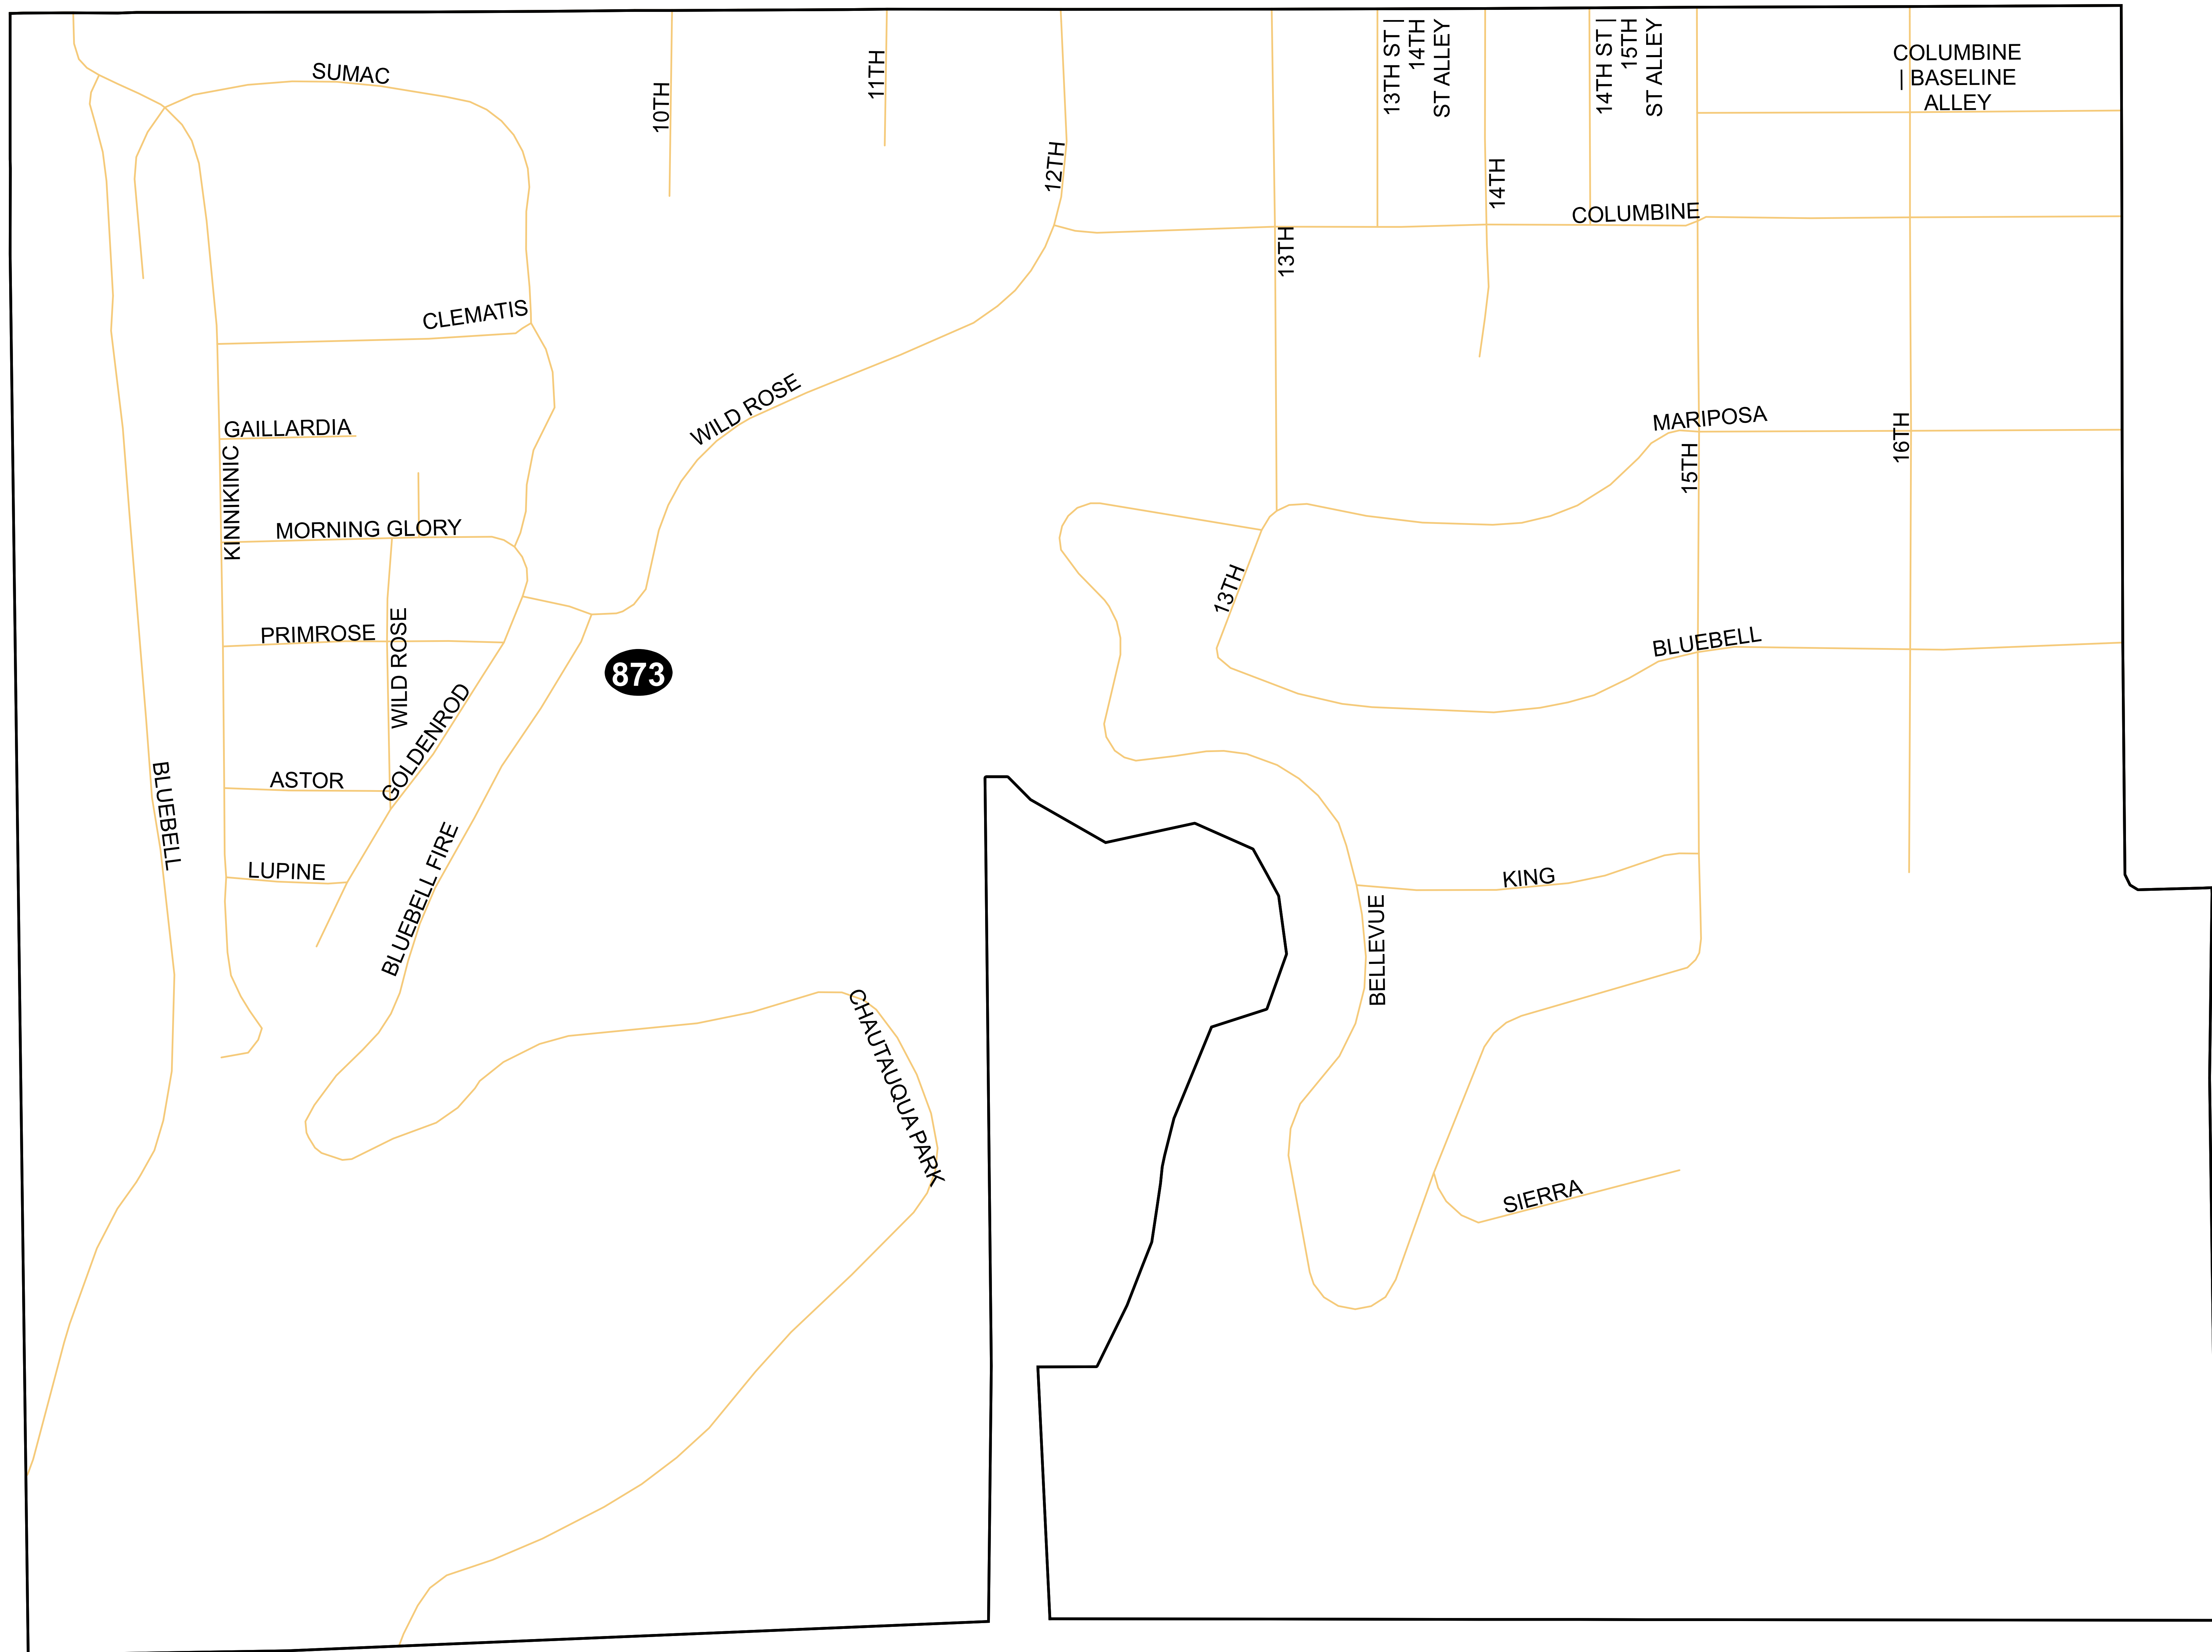 SUMAC
10TH
11TH
12TH
13TH ST |
14TH
ST ALLEY
14TH
14TH ST |
15TH
ST ALLEY
COLUMBINE
| BASELINE
ALLEY
COLUMBINE
13TH
CLEMATIS
WILD ROSE
GAILLARDIA
KINNIKINIC
MORNING GLORY
MARIPOSA
15TH
16TH
13TH
PRIMROSE
WILD ROSE
873
BLUEBELL
GOLDENROD
ASTOR
BLUEBELL
LUPINE
BLUEBELL FIRE
KING
BELLEVUE
CHAUTAUQUA PARK
SIERRA